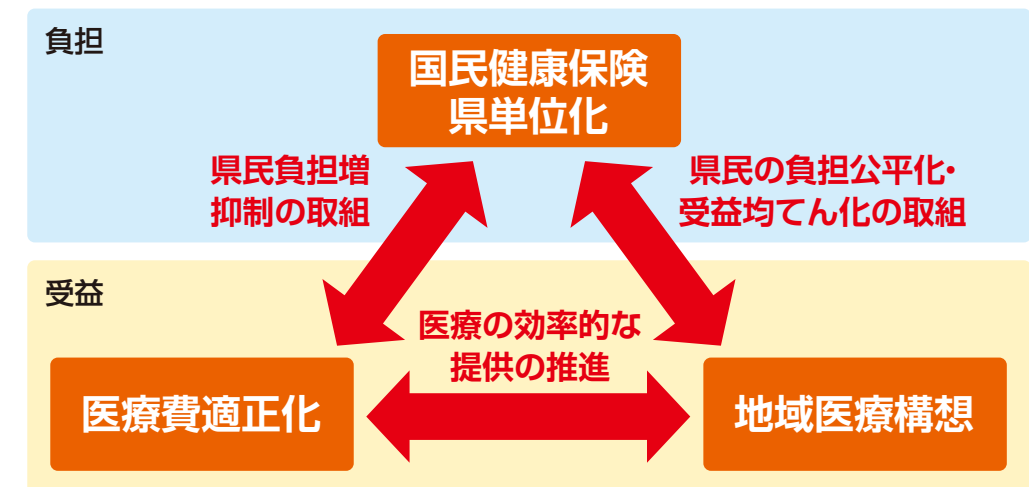 負担
国民健康保険
県単位化
県民負担増
抑制の取組
県民の負担公平化・
受益均てん化の取組
受益
医療の効率的な
提供の推進
医療費適正化
地域医療構想